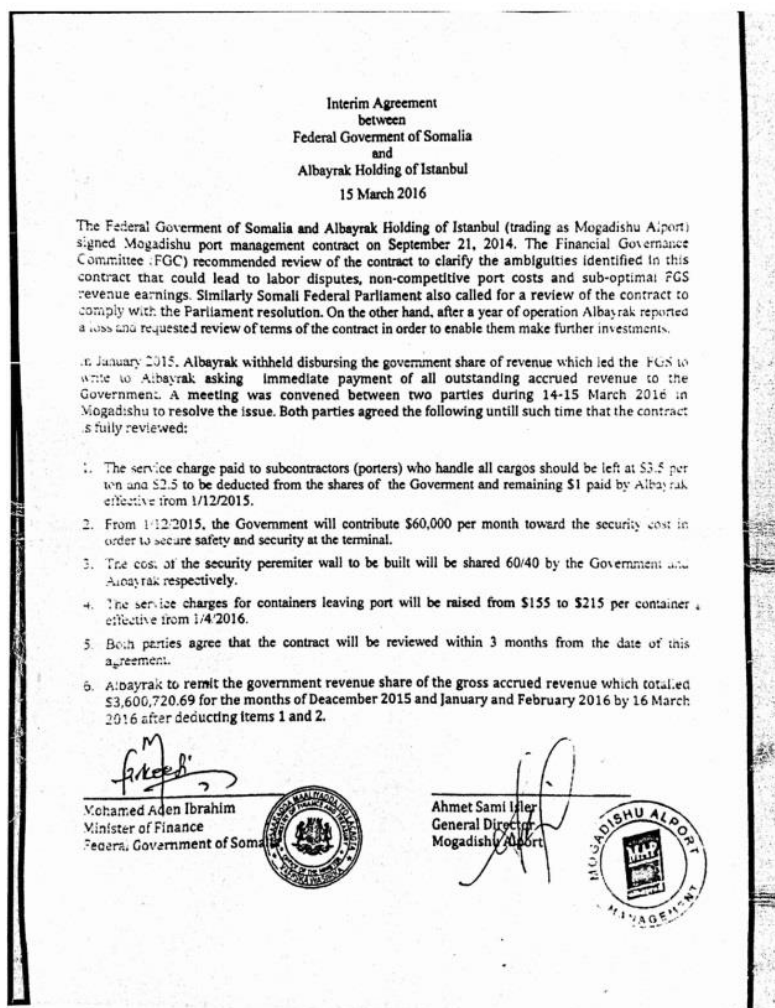 Interim Agreement
between
Federal Goverment of Somalia
and
Albayrak Holding of Istanbul
15 March 2016
The Federal Goverment of Somalia and Albayrak Holding of Istanbul (trading as Mogadishu Alport)
signed Mogadishu port management contract on September 21, 2014. The Financial Governance
Committee (FGC) recommended review of the contract to clarify the ambiguities identified in this
contract that could lead to labor disputes, non-competitive port costs and sub-optimal FGS
revenue earnings. Similarly Somali Federal Parliament also called for a review of the contract to
comply with the Parliament resolution. On the other hand, after a year of operation Albayrak reported
a loss and requested review of terms of the contract in order to enable them make further investments.
In January 2015, Albayrak withheld disbursing the government share of revenue which led the FGS to
write to Albayrak asking immediate payment of all outstanding accrued revenue to the
Government. A meeting was convened between two parties during 14-15 March 2016 in
Mogadishu to resolve the issue. Both parties agreed the following untill such time that the contract
is fully reviewed:
1. The service charge paid to subcontractors (porters) who handle all cargos should be left at $3.5 per
ton and $2.5 to be deducted from the shares of the Goverment and remaining $1 paid by Albayrak
effective from 1/12/2015.
2. From 1/12/2015, the Government will contribute $60,000 per month toward the security cost in
order to secure safety and security at the terminal.
3. The cost of the security peremiter wall to be built will be shared 60/40 by the Government and
Albayrak respectively.
4. The service charges for containers leaving port will be raised from $155 to $215 per container ,
effective from 1/4/2016.
5. Both parties agree that the contract will be reviewed within 3 months from the date of this
agreement.
6. Albayrak to remit the government revenue share of the gross accrued revenue which totalled
$3,600,720.69 for the months of Deacember 2015 and January and February 2016 by 16 March
2016 after deducting items 1 and 2.
Mohamed Aden Ibrahim
Minister of Finance
Federal Government of Soma
Ahmet Sami Isler
General Director
Mogadishu Alport
MOGADISHU ALPORT
MAP
MANAGEMENT